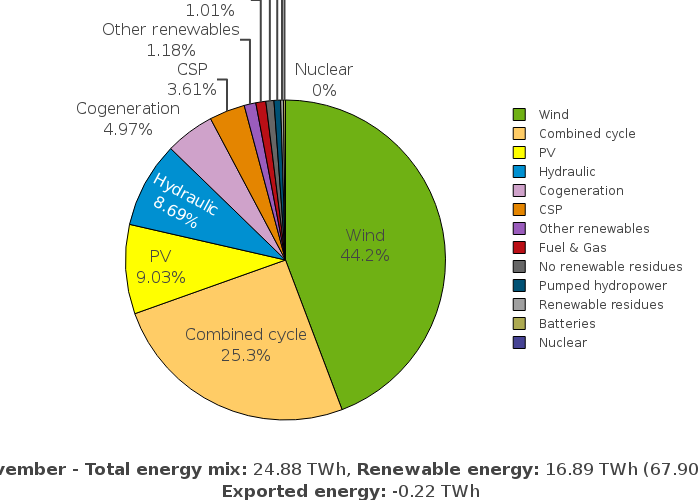 1.01%
Other renewables
1.18%
CSP
3.61%
Nuclear
0%
Cogeneration
4.97%
Hydraulic
8.69%
PV
9.03%
Wind
44.2%
Combined cycle
25.3%
Wind
Combined cycle
PV
Hydraulic
Cogeneration
CSP
Other renewables
Fuel & Gas
No renewable residues
Pumped hydropower
Renewable residues
Batteries
Nuclear
vember - Total energy mix: 24.88 TWh, Renewable energy: 16.89 TWh (67.90
Exported energy: -0.22 TWh